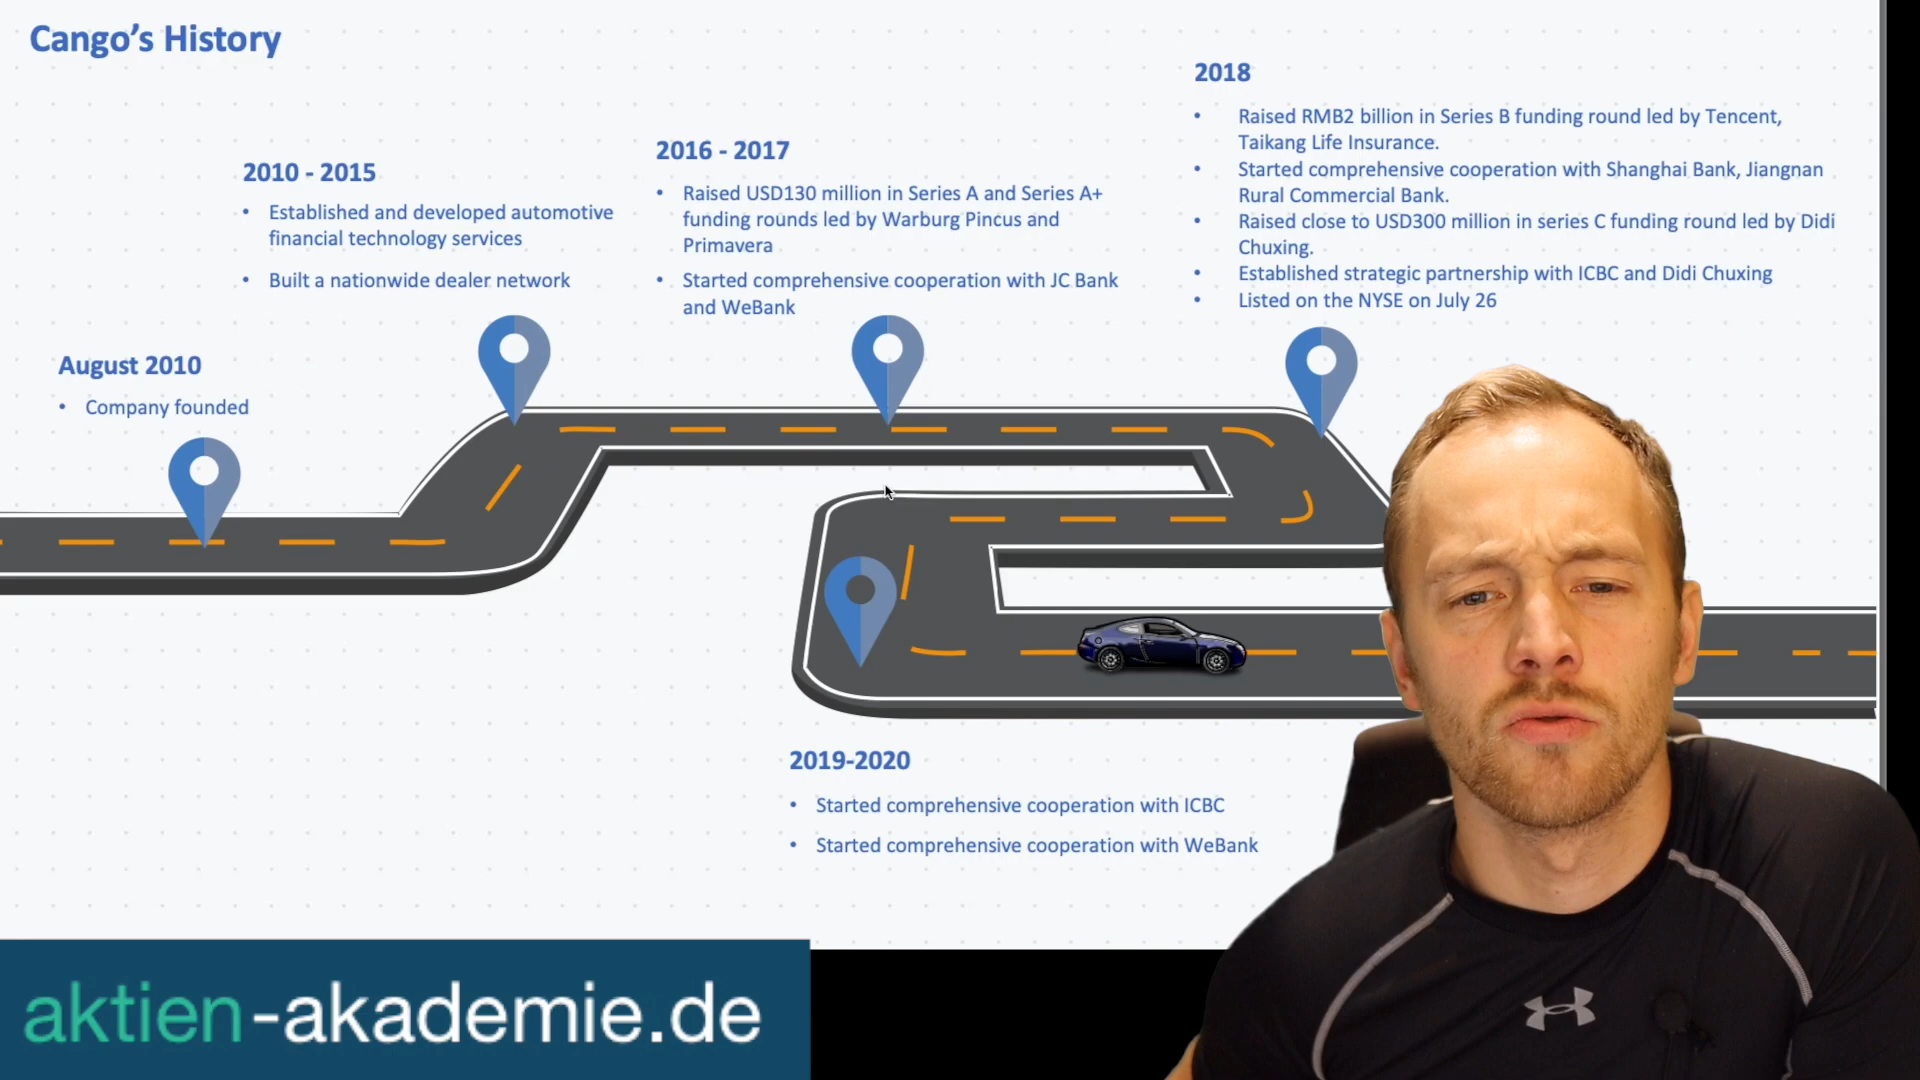 Cango's History
August 2010
• Company founded
2010 - 2015
• Established and developed automotive
financial technology services
• Built a nationwide dealer network
2016 - 2017
• Raised USD130 million in Series A and Series A+
funding rounds led by Warburg Pincus and
Primavera
• Started comprehensive cooperation with JC Bank
and WeBank
2018
• Raised RMB2 billion in Series B funding round led by Tencent,
Taikang Life Insurance.
• Started comprehensive cooperation with Shanghai Bank, Jiangnan
Rural Commercial Bank.
• Raised close to USD300 million in series C funding round led by Didi
Chuxing.
• Established strategic partnership with ICBC and Didi Chuxing
• Listed on the NYSE on July 26
2019-2020
• Started comprehensive cooperation with ICBC
• Started comprehensive cooperation with WeBank
aktien-akademie.de